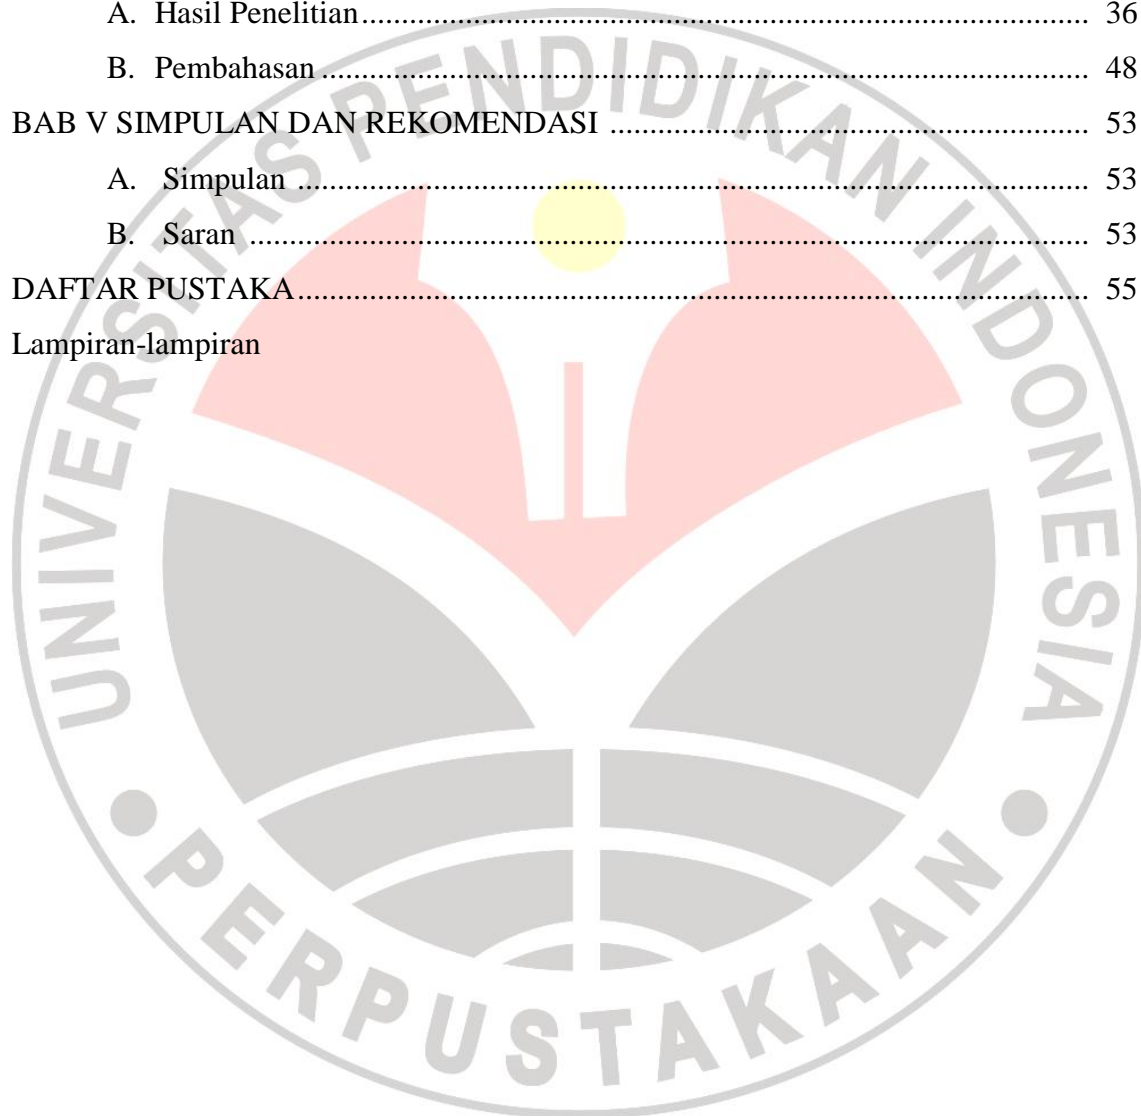 A. Hasil Penelitian........................................................................................... 36
B. Pembahasan ................................................................................................ 48
BAB V SIMPULAN DAN REKOMENDASI ............................................................ 53
A. Simpulan ................................................................................................... 53
B. Saran ......................................................................................................... 53
DAFTAR PUSTAKA................................................................................................... 55
Lampiran-lampiran
UNIVERSITAS PENDIDIKAN INDONESIA
PERPUSTAKAAN